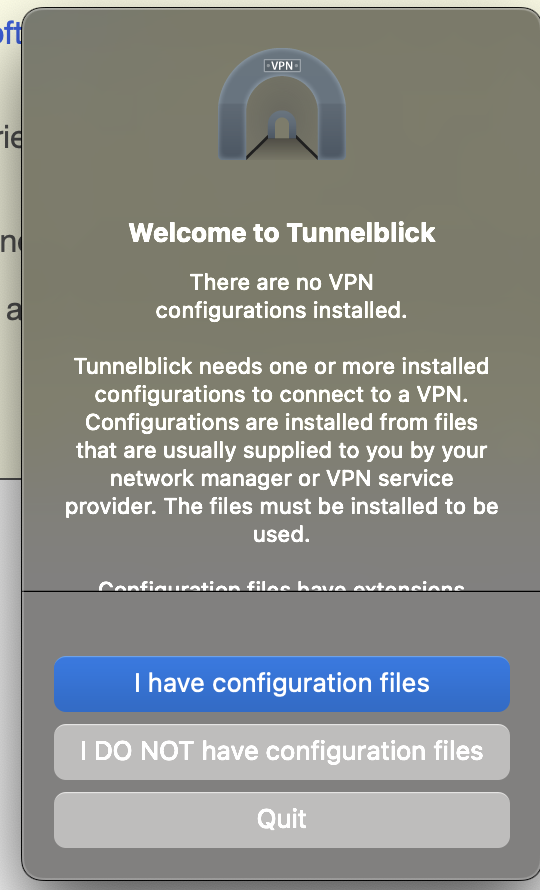 oft
rie
ne
a
VPN
Welcome to Tunnelblick
There are no VPN
configurations installed.
Tunnelblick needs one or more installed
configurations to connect to a VPN.
Configurations are installed from files
that are usually supplied to you by your
network manager or VPN service
provider. The files must be installed to be
used.
Configuration files have extensions
I have configuration files
I DO NOT have configuration files
Quit